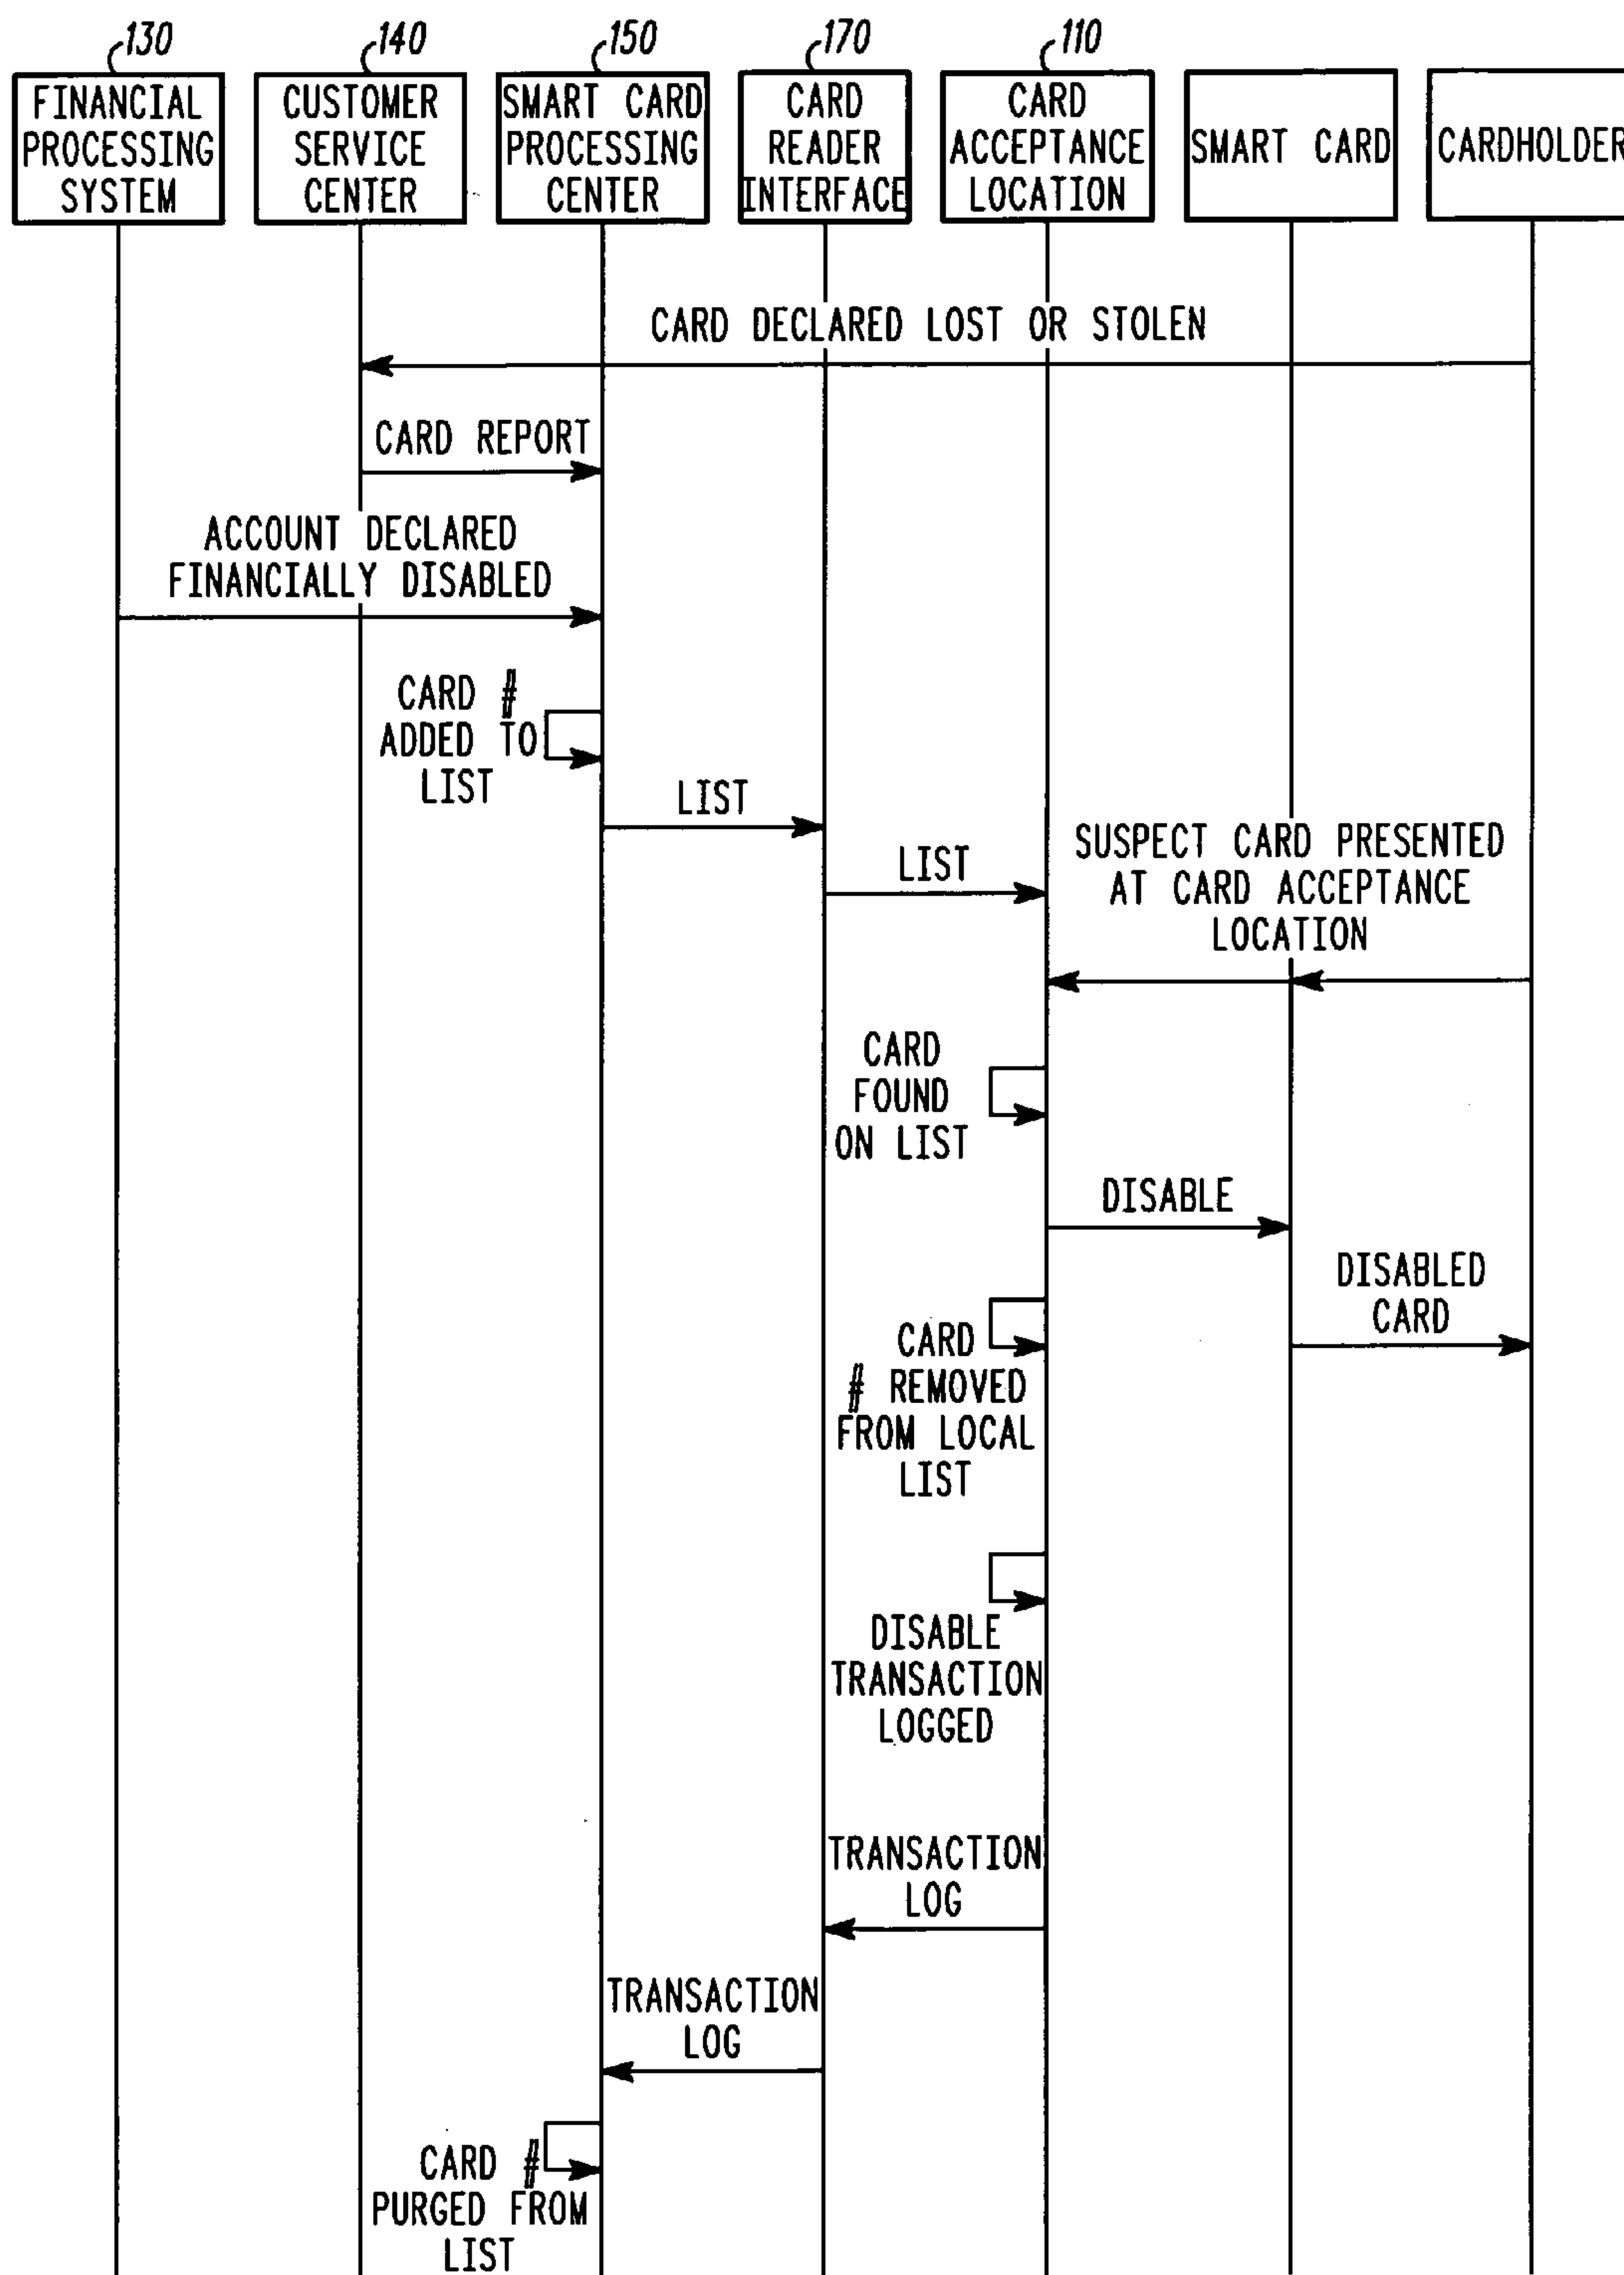 130
140
150
170
110
FINANCIAL
PROCESSING
SYSTEM
CUSTOMER
SERVICE
CENTER
SMART CARD
PROCESSING
CENTER
CARD
READER
INTERFACE
CARD
ACCEPTANCE
LOCATION
SMART CARD
CARDHOLDER
CARD DECLARED LOST OR STOLEN
CARD REPORT
ACCOUNT DECLARED
FINANCIALLY DISABLED
CARD #
ADDED TO
LIST
LIST
LIST
SUSPECT CARD PRESENTED
AT CARD ACCEPTANCE
LOCATION
CARD
FOUND
ON LIST
DISABLE
DISABLED
CARD
CARD
# REMOVED
FROM LOCAL
LIST
DISABLE
TRANSACTION
LOGGED
TRANSACTION
LOG
TRANSACTION
LOG
CARD #
PURGED FROM
LIST